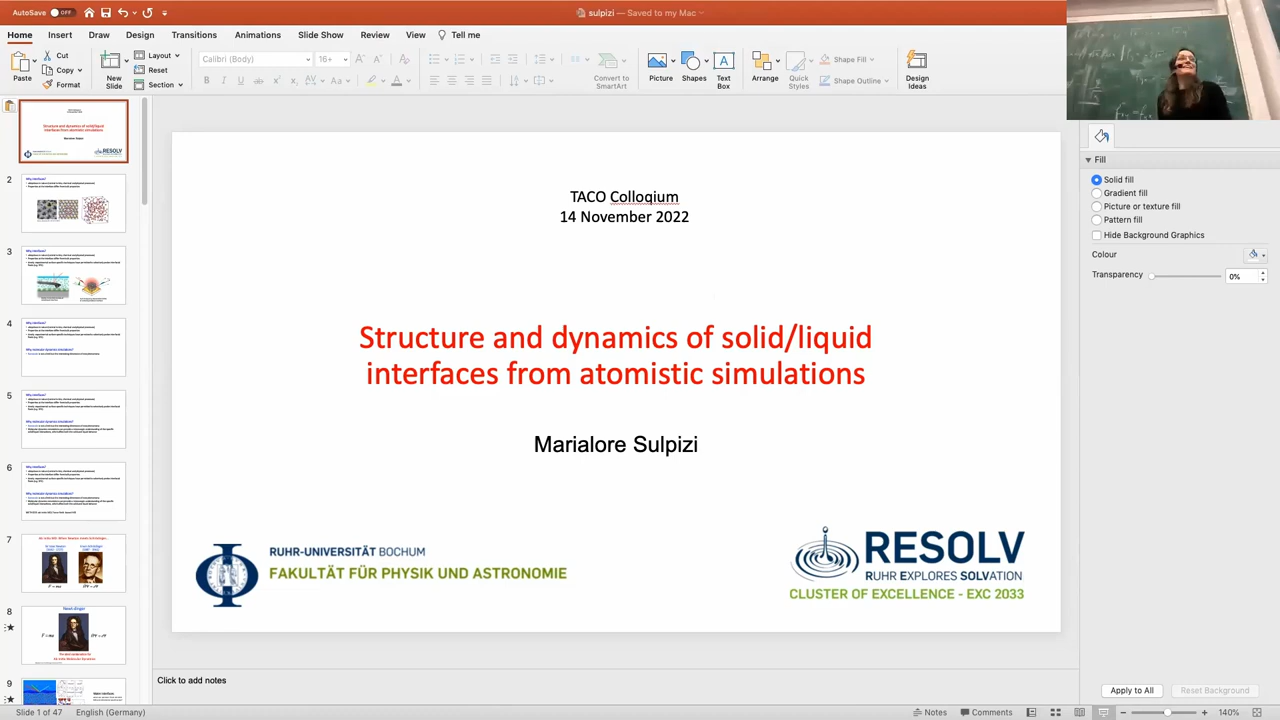 AutoSave OFF
sulpizi — Saved to my Mac
Home Insert Draw Design Transitions Animations Slide Show Review View Tell me
Paste
Cut
Copy
Format
New Slide
Layout
Reset
Section
Calibri (Body) 16+
Convert to SmartArt
Picture
Shapes
Text Box
Arrange
Quick Styles
Shape Fill
Shape Outline
Design Ideas
2
3
4
5
6
7
8
9
TACO Colloqium
14 November 2022
Structure and dynamics of solid/liquid
interfaces from atomistic simulations
Marialore Sulpizi
RUHR-UNIVERSITÄT BOCHUM
FAKULTÄT FÜR PHYSIK UND ASTRONOMIE
RESOLV
RUHR EXPLORES SOLVATION
CLUSTER OF EXCELLENCE - EXC 2033
Fill
Solid fill
Gradient fill
Picture or texture fill
Pattern fill
Hide Background Graphics
Colour
Transparency 0%
Apply to All Reset Background
Click to add notes
Slide 1 of 47 English (Germany) Notes Comments 140%